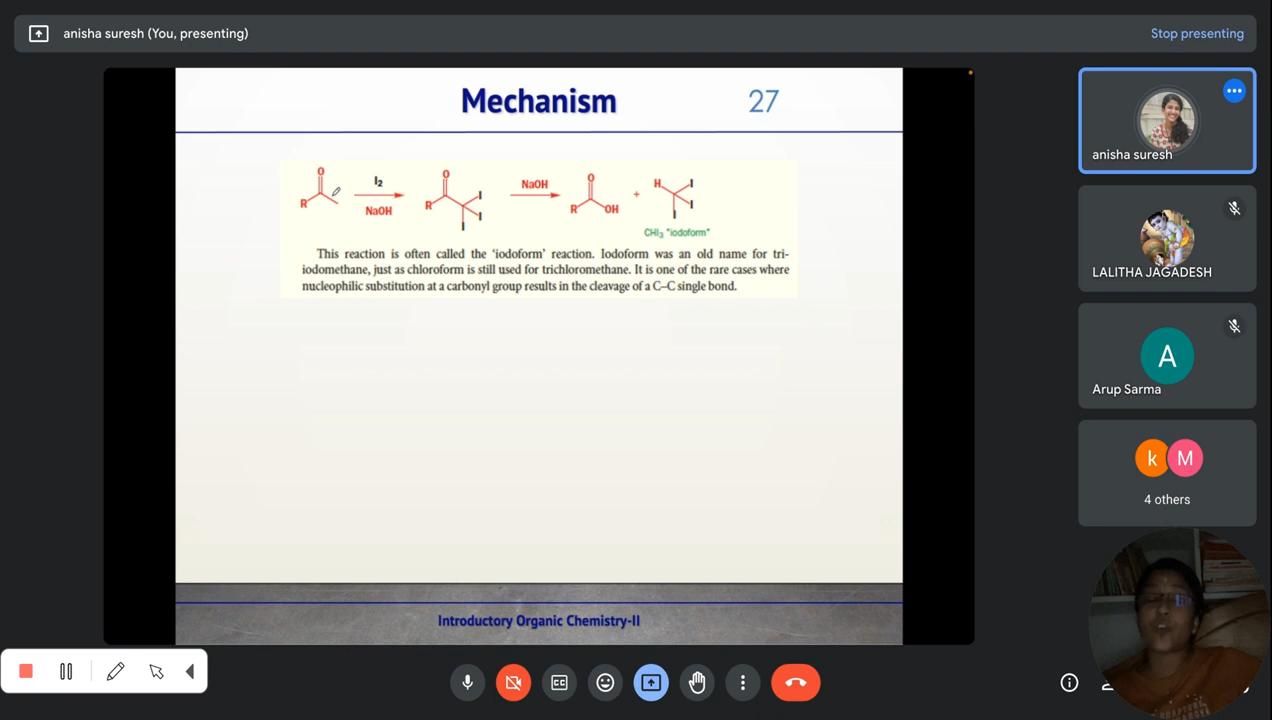 anisha suresh (You, presenting)
Stop presenting
Mechanism
27
O
R
I2
NaOH
O
R
I
I
I
NaOH
O
R
OH
+
H
I
I
I
CHI3 "iodoform"
This reaction is often called the 'iodoform' reaction. Iodoform was an old name for tri-
iodomethane, just as chloroform is still used for trichloromethane. It is one of the rare cases where
nucleophilic substitution at a carbonyl group results in the cleavage of a C–C single bond.
Introductory Organic Chemistry-II
anisha suresh
LALITHA JAGADESH
A
Arup Sarma
k
M
4 others